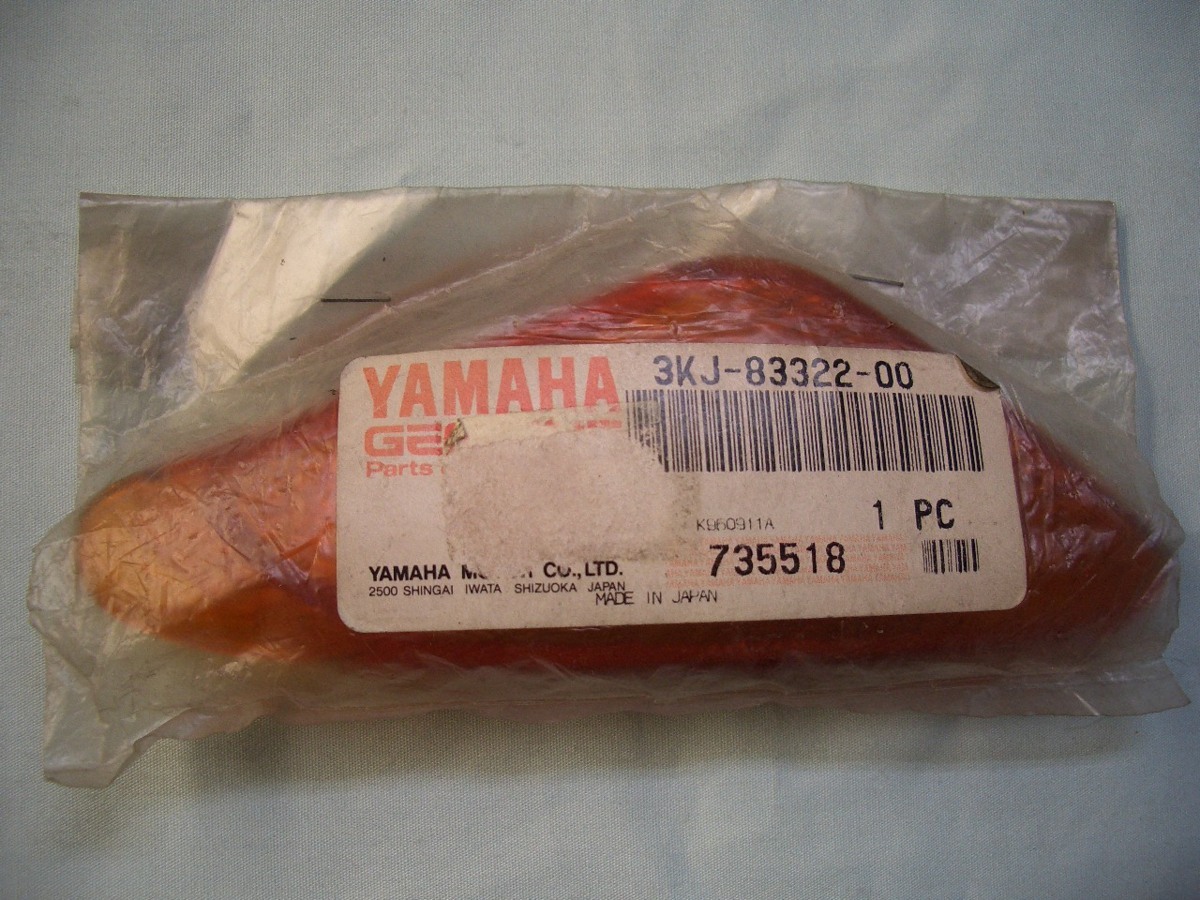 YAMAHA
3KJ-83322-00
Parts
K960911A
1 PC
735518
YAMAHA CO.,LTD.
2500 SHINGAI IWATA SHIZUOKA JAPAN
MADE IN JAPAN